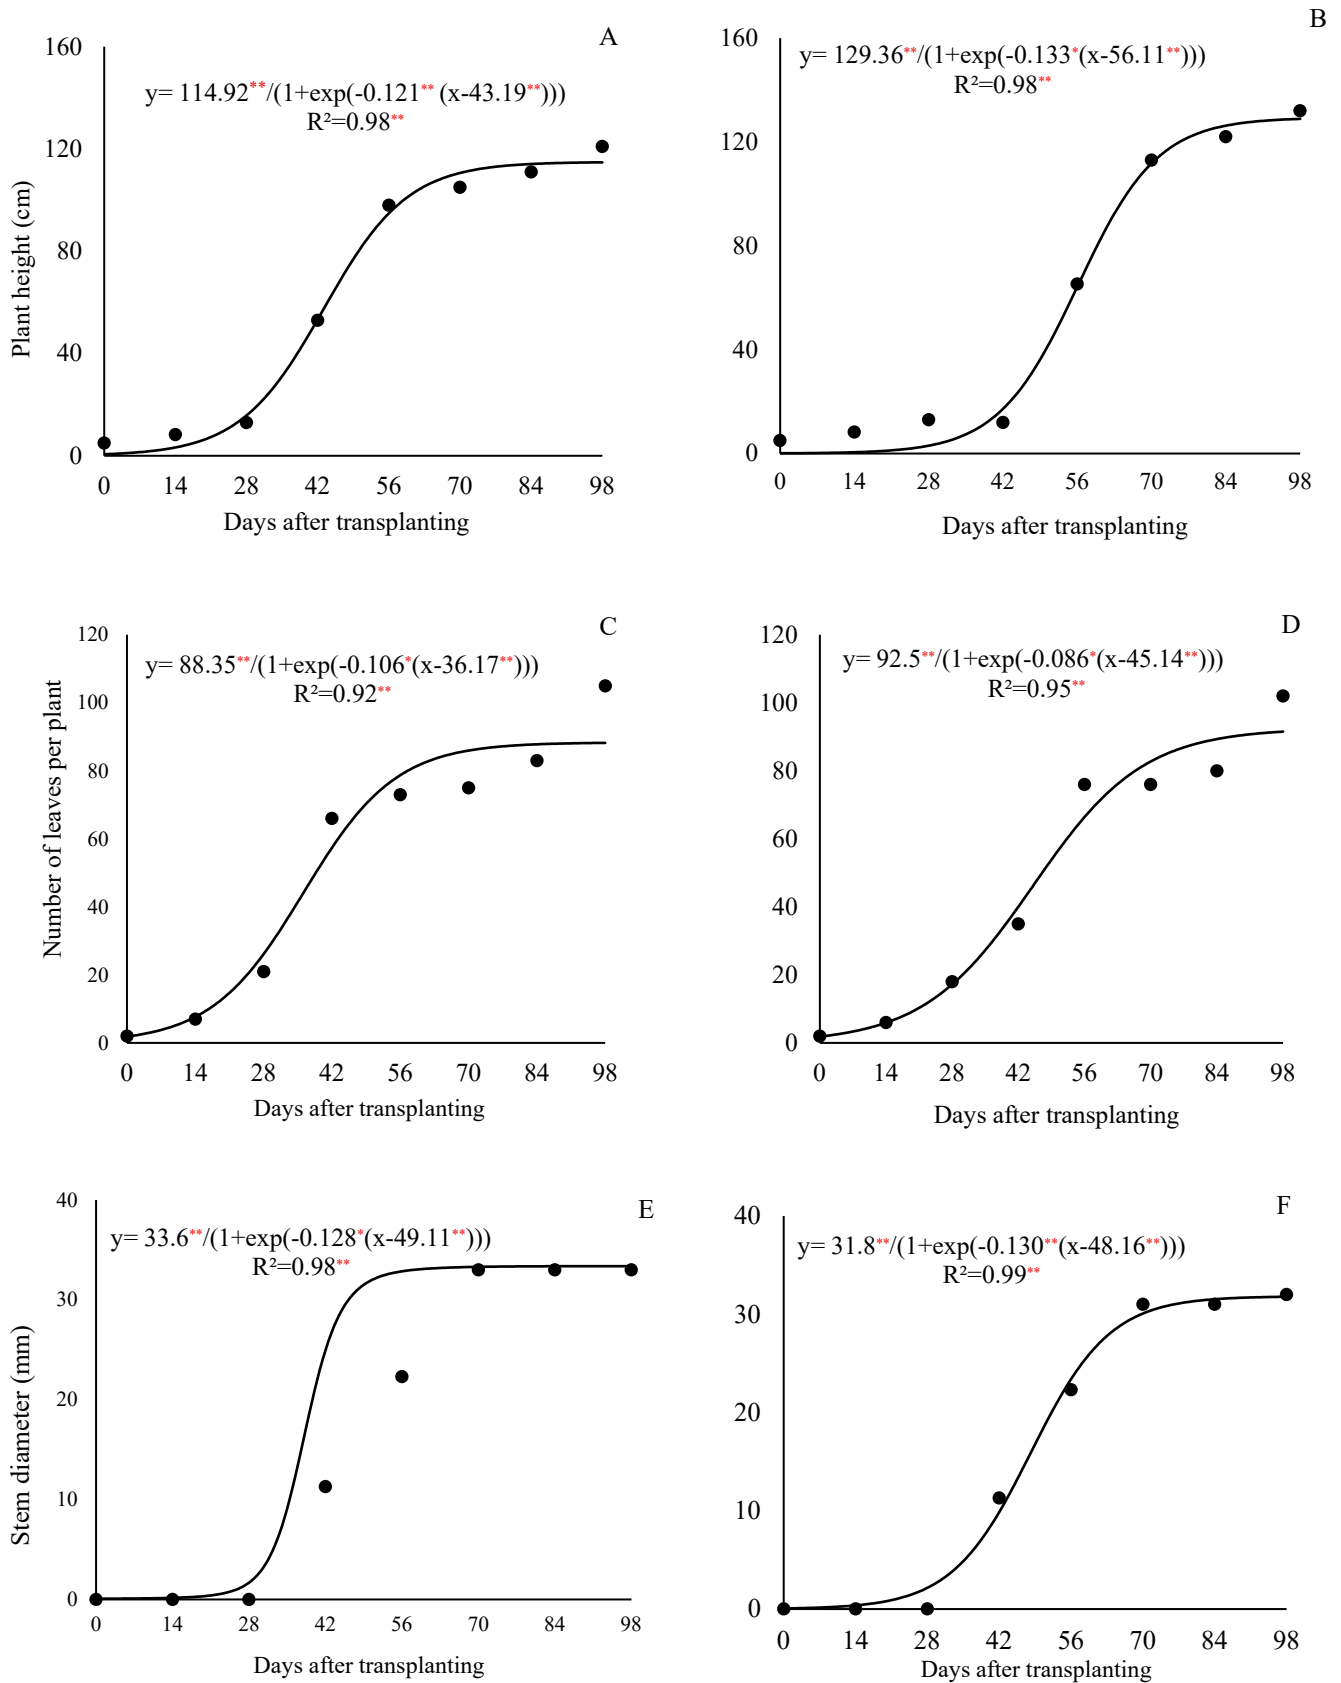 A
160
120
80
40
0
y= 114.92**/(1+exp(-0.121** (x-43.19**)))
R²=0.98**
Plant height (cm)
0 14 28 42 56 70 84 98
Days after transplanting
B
160
120
80
40
0
y= 129.36**/(1+exp(-0.133*(x-56.11**)))
R²=0.98**
0 14 28 42 56 70 84 98
Days after transplanting
C
120
100
80
60
40
20
0
y= 88.35**/(1+exp(-0.106*(x-36.17**)))
R²=0.92**
Number of leaves per plant
0 14 28 42 56 70 84 98
Days after transplanting
D
120
100
80
60
40
20
0
y= 92.5**/(1+exp(-0.086*(x-45.14**)))
R²=0.95**
0 14 28 42 56 70 84 98
Days after transplanting
E
40
30
20
10
0
y= 33.6**/(1+exp(-0.128*(x-49.11**)))
R²=0.98**
Stem diameter (mm)
0 14 28 42 56 70 84 98
Days after transplanting
F
40
30
20
10
0
y= 31.8**/(1+exp(-0.130**(x-48.16**)))
R²=0.99**
0 14 28 42 56 70 84 98
Days after transplanting